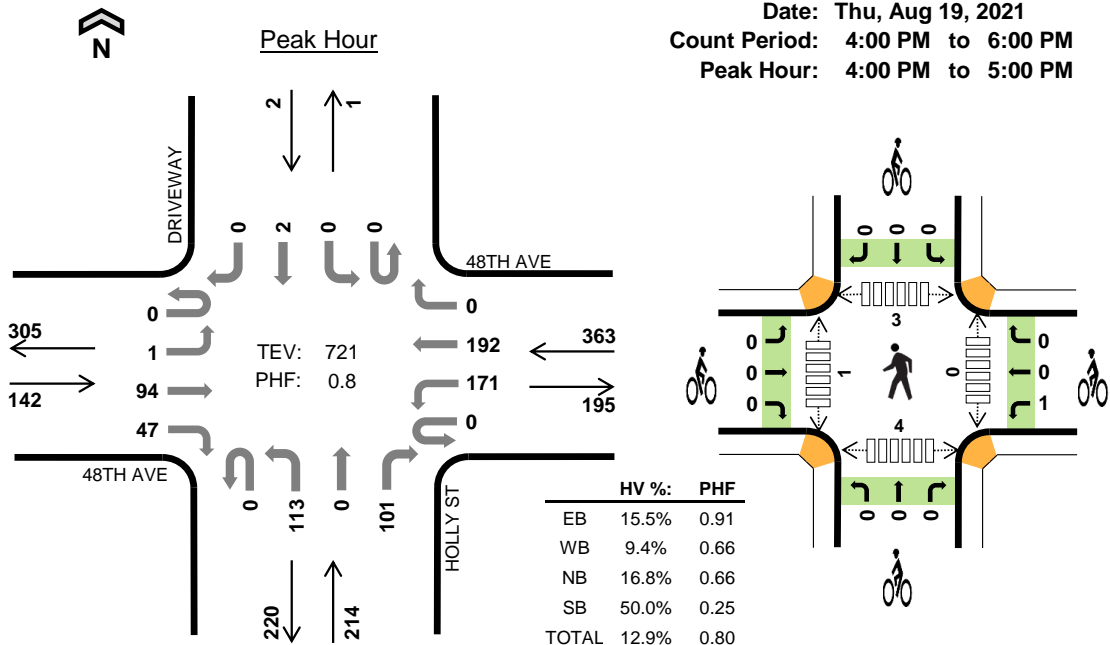 N
Peak Hour
Date: Thu, Aug 19, 2021
Count Period: 4:00 PM to 6:00 PM
Peak Hour: 4:00 PM to 5:00 PM
2
1
DRIVEWAY
0
2
0
0
48TH AVE
0
0
305
1
TEV: 721
192
363
142
94
PHF: 0.8
171
195
47
0
48TH AVE
0
113
0
101
HOLLY ST
220
214
HV %: PHF
EB 15.5% 0.91
WB 9.4% 0.66
NB 16.8% 0.66
SB 50.0% 0.25
TOTAL 12.9% 0.80
0
0
0
3
0
0
0
1
0
0
0
1
4
0
0
0